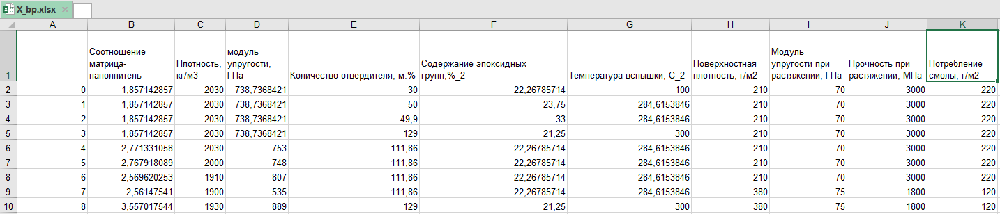 X_bp.xlsx
A B C D E F G H I J K
1 Соотношение матрица-наполнитель Плотность, кг/м3 модуль упругости, ГПа Количество отвердителя, м.% Содержание эпоксидных групп,%_2 Температура вспышки, С_2 Поверхностная плотность, г/м2 Модуль упругости при растяжении, ГПа Прочность при растяжении, МПа Потребление смолы, г/м2
2 0 1,857142857 2030 738,7368421 30 22,26785714 100 210 70 3000 220
3 1 1,857142857 2030 738,7368421 50 23,75 284,6153846 210 70 3000 220
4 2 1,857142857 2030 738,7368421 49,9 33 284,6153846 210 70 3000 220
5 3 1,857142857 2030 738,7368421 129 21,25 300 210 70 3000 220
6 4 2,771331058 2030 753 111,86 22,26785714 284,6153846 210 70 3000 220
7 5 2,767918089 2000 748 111,86 22,26785714 284,6153846 210 70 3000 220
8 6 2,569620253 1910 807 111,86 22,26785714 284,6153846 210 70 3000 220
9 7 2,56147541 1900 535 111,86 22,26785714 284,6153846 380 75 1800 120
10 8 3,557017544 1930 889 129 21,25 300 380 75 1800 120